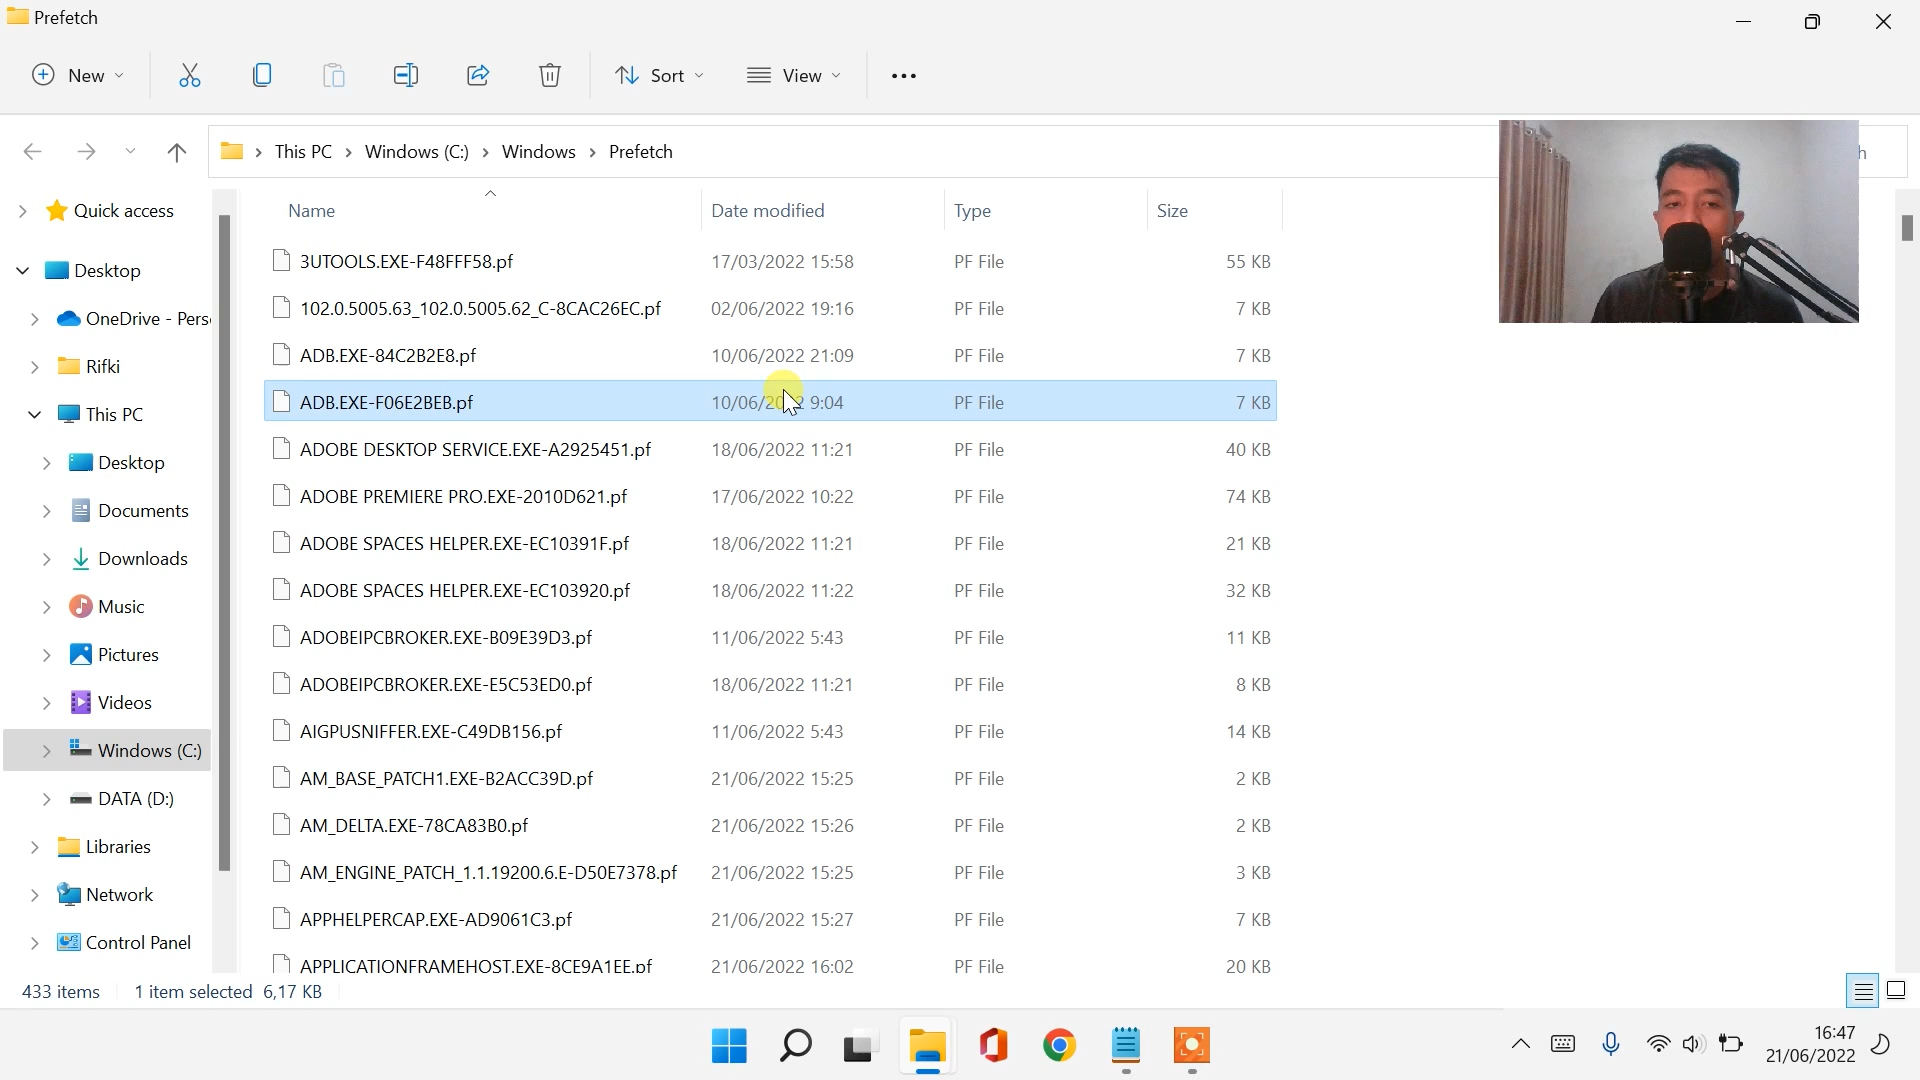 Prefetch
New
Sort
View
This PC
Windows (C:)
Windows
Prefetch
h
Name
Date modified
Type
Size
Quick access
Desktop
OneDrive - Pers
Rifki
This PC
Desktop
Documents
Downloads
Music
Pictures
Videos
Windows (C:)
DATA (D:)
Libraries
Network
Control Panel
3UTOOLS.EXE-F48FFF58.pf 17/03/2022 15:58 PF File 55 KB
102.0.5005.63_102.0.5005.62_C-8CAC26EC.pf 02/06/2022 19:16 PF File 7 KB
ADB.EXE-84C2B2E8.pf 10/06/2022 21:09 PF File 7 KB
ADB.EXE-F06E2BEB.pf 10/06/2022 9:04 PF File 7 KB
ADOBE DESKTOP SERVICE.EXE-A2925451.pf 18/06/2022 11:21 PF File 40 KB
ADOBE PREMIERE PRO.EXE-2010D621.pf 17/06/2022 10:22 PF File 74 KB
ADOBE SPACES HELPER.EXE-EC10391F.pf 18/06/2022 11:21 PF File 21 KB
ADOBE SPACES HELPER.EXE-EC103920.pf 18/06/2022 11:22 PF File 32 KB
ADOBEIPCBROKER.EXE-B09E39D3.pf 11/06/2022 5:43 PF File 11 KB
ADOBEIPCBROKER.EXE-E5C53ED0.pf 18/06/2022 11:21 PF File 8 KB
AIGPUSNIFFER.EXE-C49DB156.pf 11/06/2022 5:43 PF File 14 KB
AM_BASE_PATCH1.EXE-B2ACC39D.pf 21/06/2022 15:25 PF File 2 KB
AM_DELTA.EXE-78CA83B0.pf 21/06/2022 15:26 PF File 2 KB
AM_ENGINE_PATCH_1.1.19200.6.E-D50E7378.pf 21/06/2022 15:25 PF File 3 KB
APPHELPERCAP.EXE-AD9061C3.pf 21/06/2022 15:27 PF File 7 KB
APPLICATIONFRAMEHOST.EXE-8CE9A1EE.pf 21/06/2022 16:02 PF File 20 KB
433 items 1 item selected 6,17 KB
16:47
21/06/2022